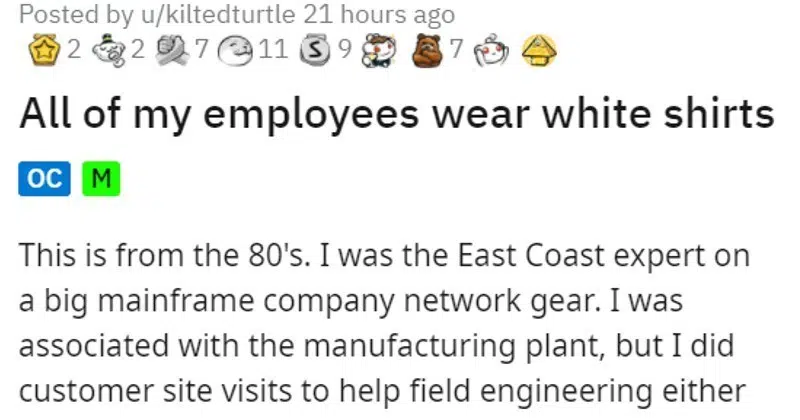 Posted by u/kiltedturtle 21 hours ago
2 2 7 11 S 9 7
All of my employees wear white shirts
OC M
This is from the 80's. I was the East Coast expert on
a big mainframe company network gear. I was
associated with the manufacturing plant, but I did
customer site visits to help field engineering either